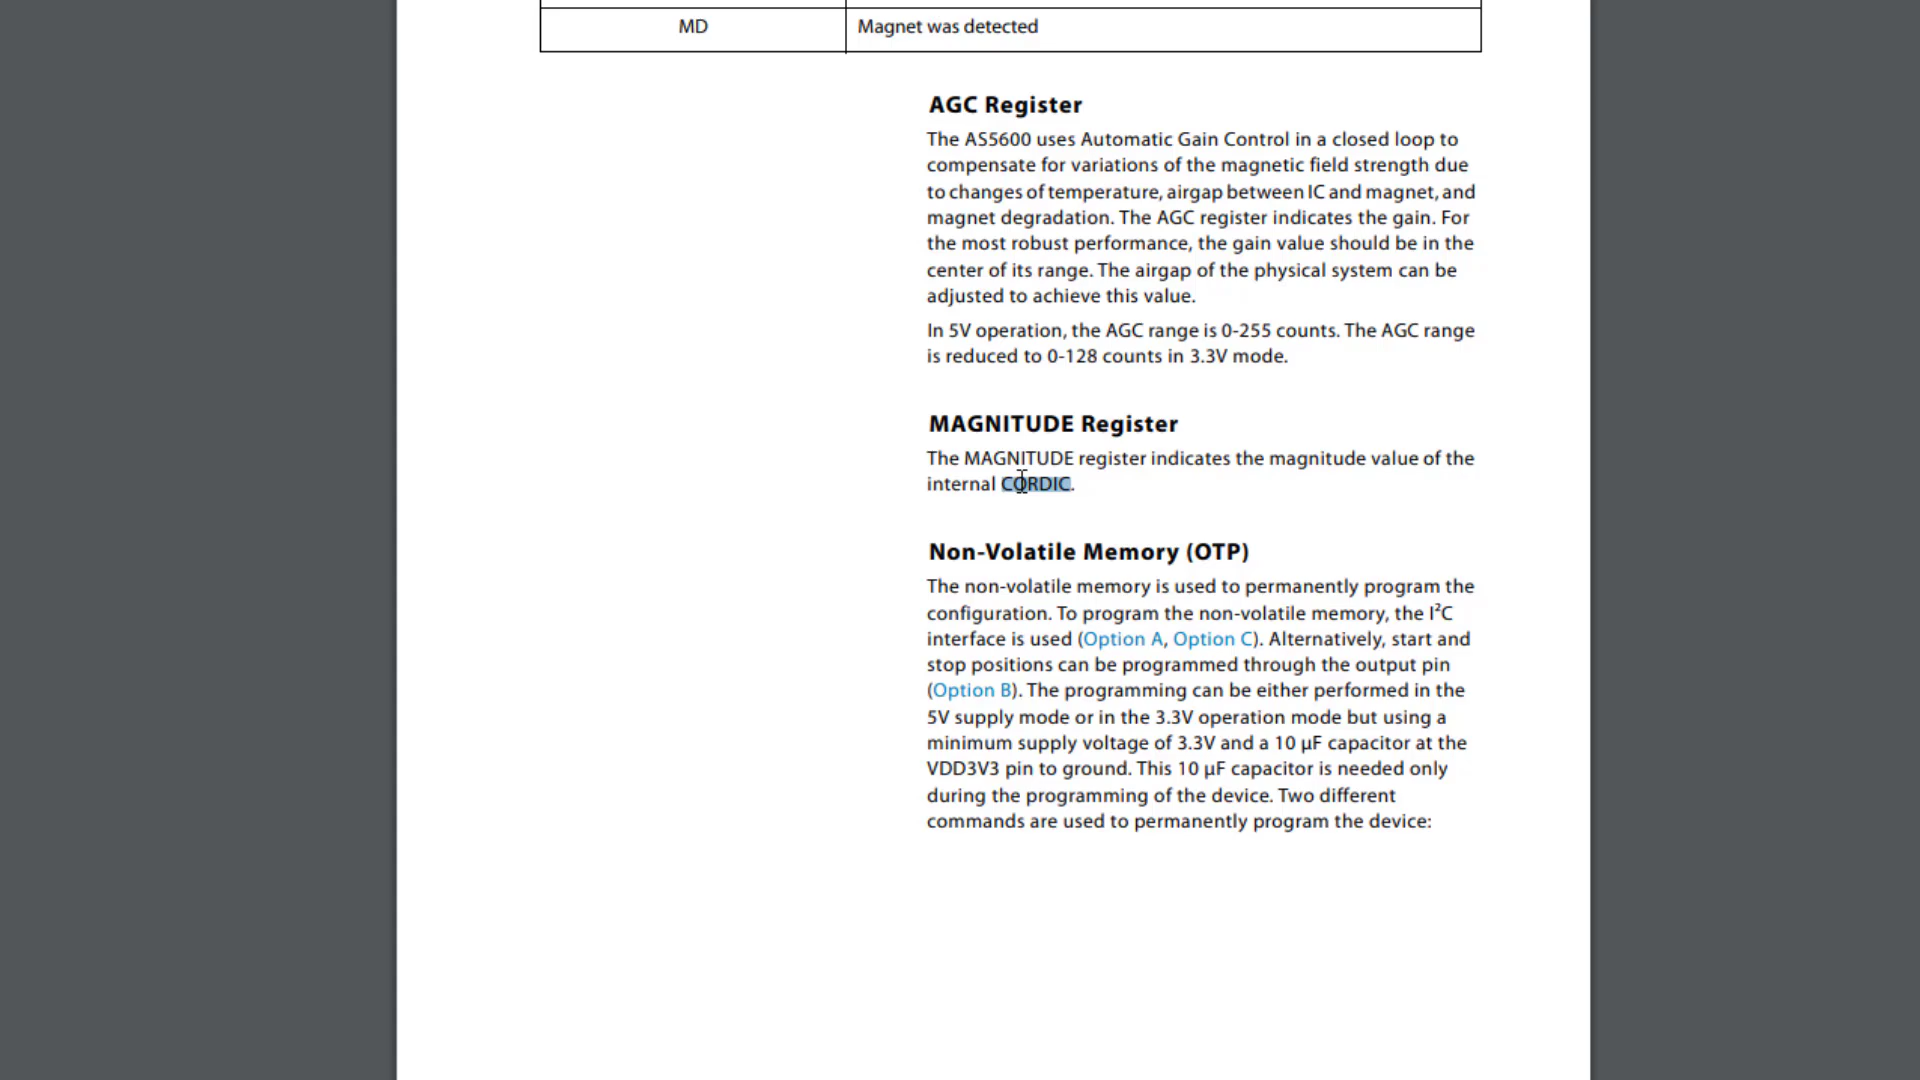 MD
Magnet was detected
AGC Register
The AS5600 uses Automatic Gain Control in a closed loop to
compensate for variations of the magnetic field strength due
to changes of temperature, airgap between IC and magnet, and
magnet degradation. The AGC register indicates the gain. For
the most robust performance, the gain value should be in the
center of its range. The airgap of the physical system can be
adjusted to achieve this value.
In 5V operation, the AGC range is 0-255 counts. The AGC range
is reduced to 0-128 counts in 3.3V mode.
MAGNITUDE Register
The MAGNITUDE register indicates the magnitude value of the
internal CORDIC.
Non-Volatile Memory (OTP)
The non-volatile memory is used to permanently program the
configuration. To program the non-volatile memory, the I²C
interface is used (Option A, Option C). Alternatively, start and
stop positions can be programmed through the output pin
(Option B). The programming can be either performed in the
5V supply mode or in the 3.3V operation mode but using a
minimum supply voltage of 3.3V and a 10 µF capacitor at the
VDD3V3 pin to ground. This 10 µF capacitor is needed only
during the programming of the device. Two different
commands are used to permanently program the device: